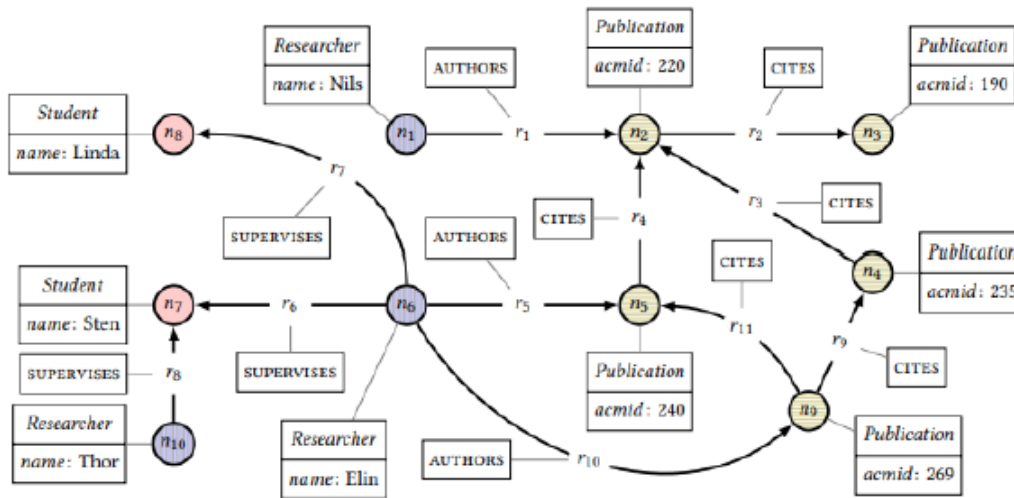 Publication
Researcher
acmid: 220
Publication
AUTHORS
CITES
name: Nils
acmid: 190
Student
name: Linda
n8
n1
r1
n2
r2
n3
r7
r3
CITES
SUPERVISES
AUTHORS
CITES
r4
CITES
Publication
n4
acmid: 235
Student
name: Sten
n7
r6
n6
r5
n5
r11
r9
SUPERVISES
r8
SUPERVISES
CITES
Publication
acmid: 240
Researcher
name: Thor
n10
Researcher
name: Elin
AUTHORS
r10
n9
Publication
acmid: 269